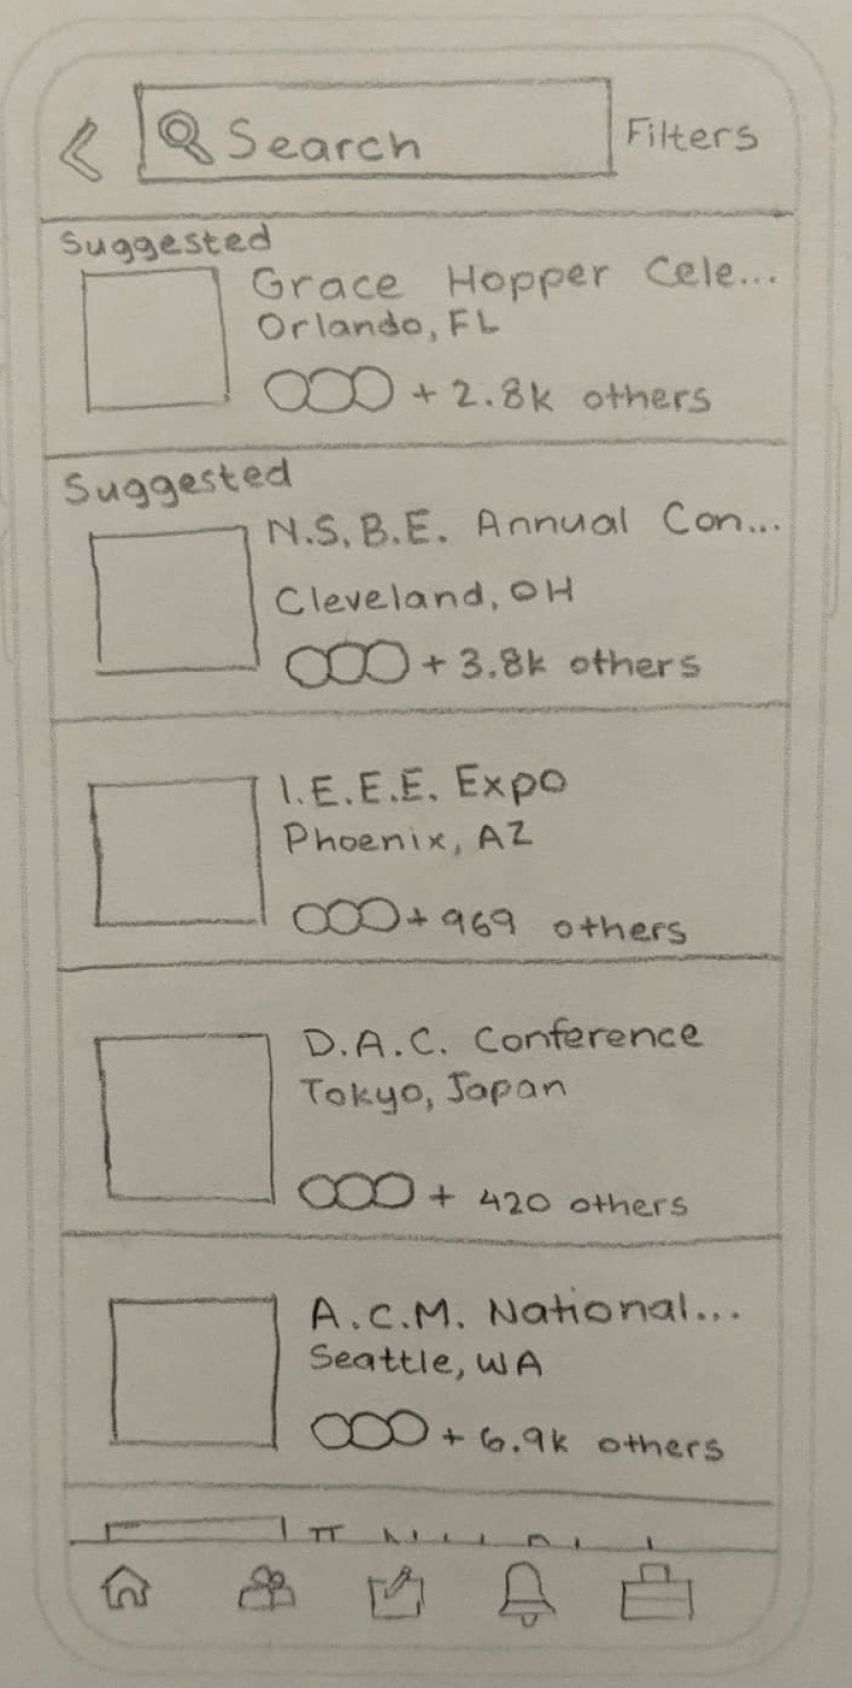 Search
Filters
Suggested
Grace Hopper Cele...
Orlando, FL
+ 2.8k others
Suggested
N.S.B.E. Annual Con...
Cleveland, OH
+ 3.8k others
I.E.E.E. Expo
Phoenix, AZ
+ 969 others
D.A.C. Conference
Tokyo, Japan
+ 420 others
A.C.M. National...
Seattle, WA
+ 6.9k others